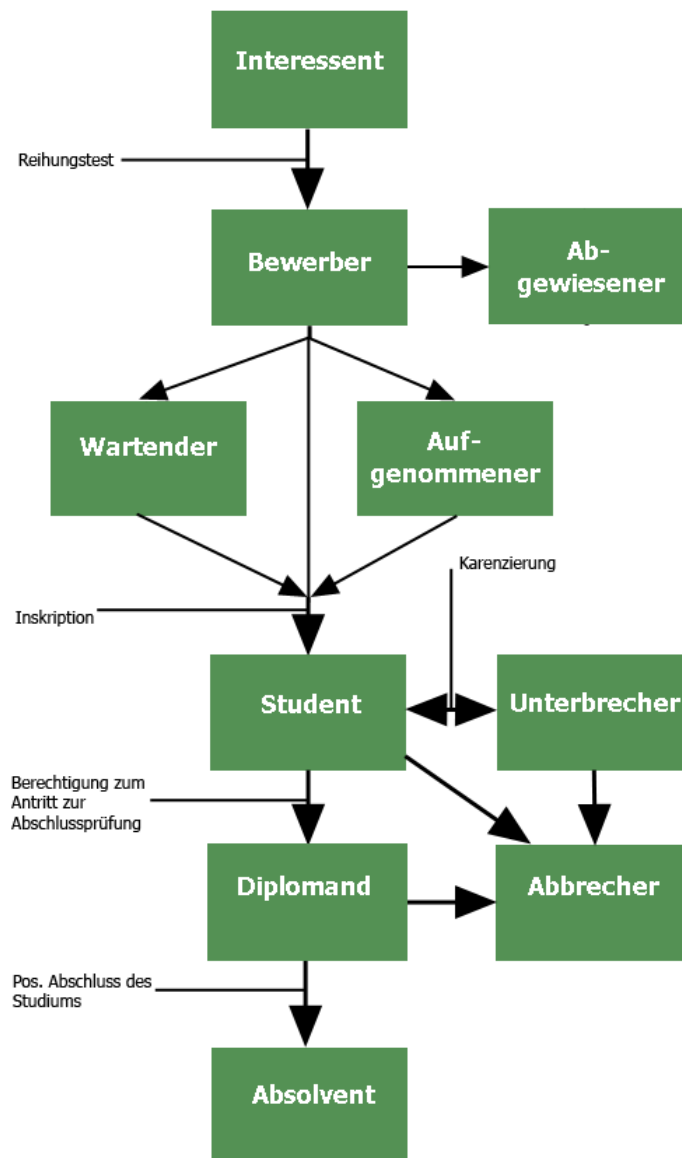 Interessent
Reihungstest
Bewerber
Ab-
gewiesener
Wartender
Auf-
genommener
Karenzierung
Inskription
Student
Unterbrecher
Berechtigung zum
Antritt zur
Abschlussprüfung
Diplomand
Abbrecher
Pos. Abschluss des
Studiums
Absolvent